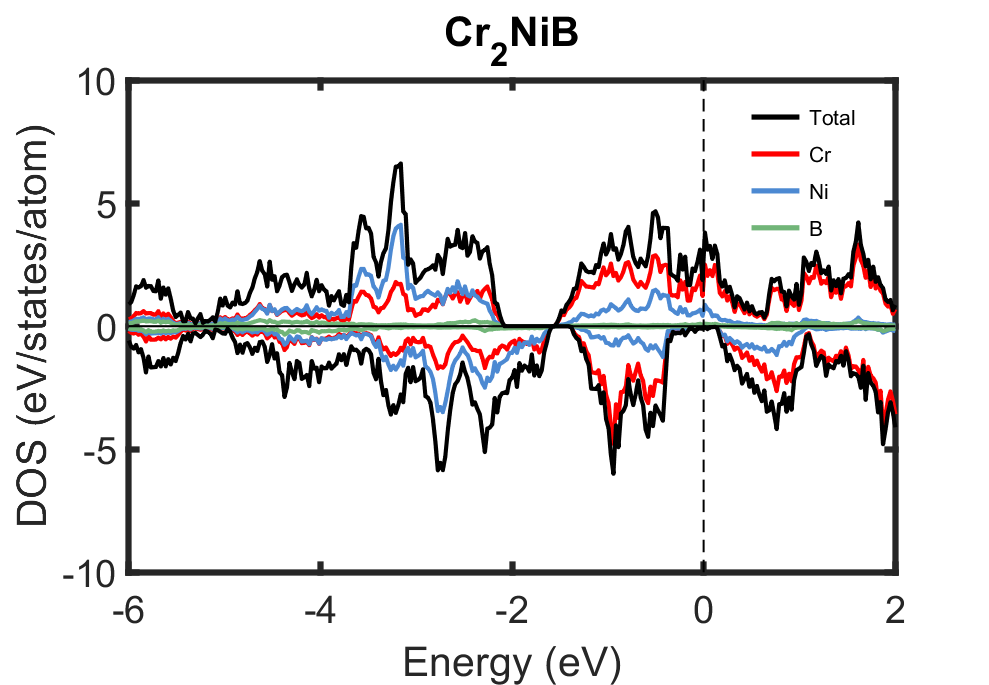 Cr2NiB
10
5
0
-5
-10
DOS (eV/states/atom)
Total
Cr
Ni
B
-6 -4 -2 0 2
Energy (eV)